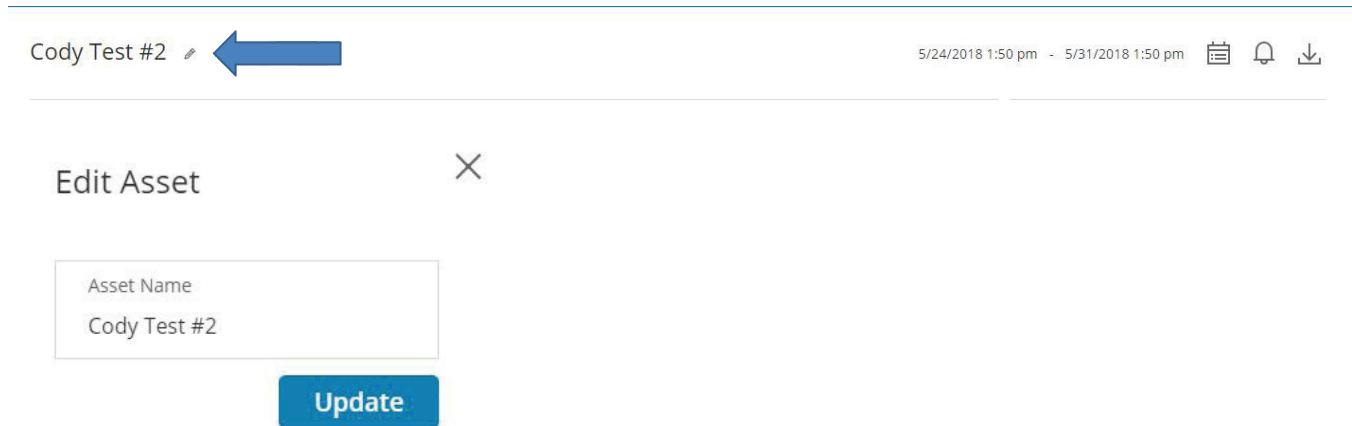 Cody Test #2
5/24/2018 1:50 pm - 5/31/2018 1:50 pm
Edit Asset
Asset Name
Cody Test #2
Update